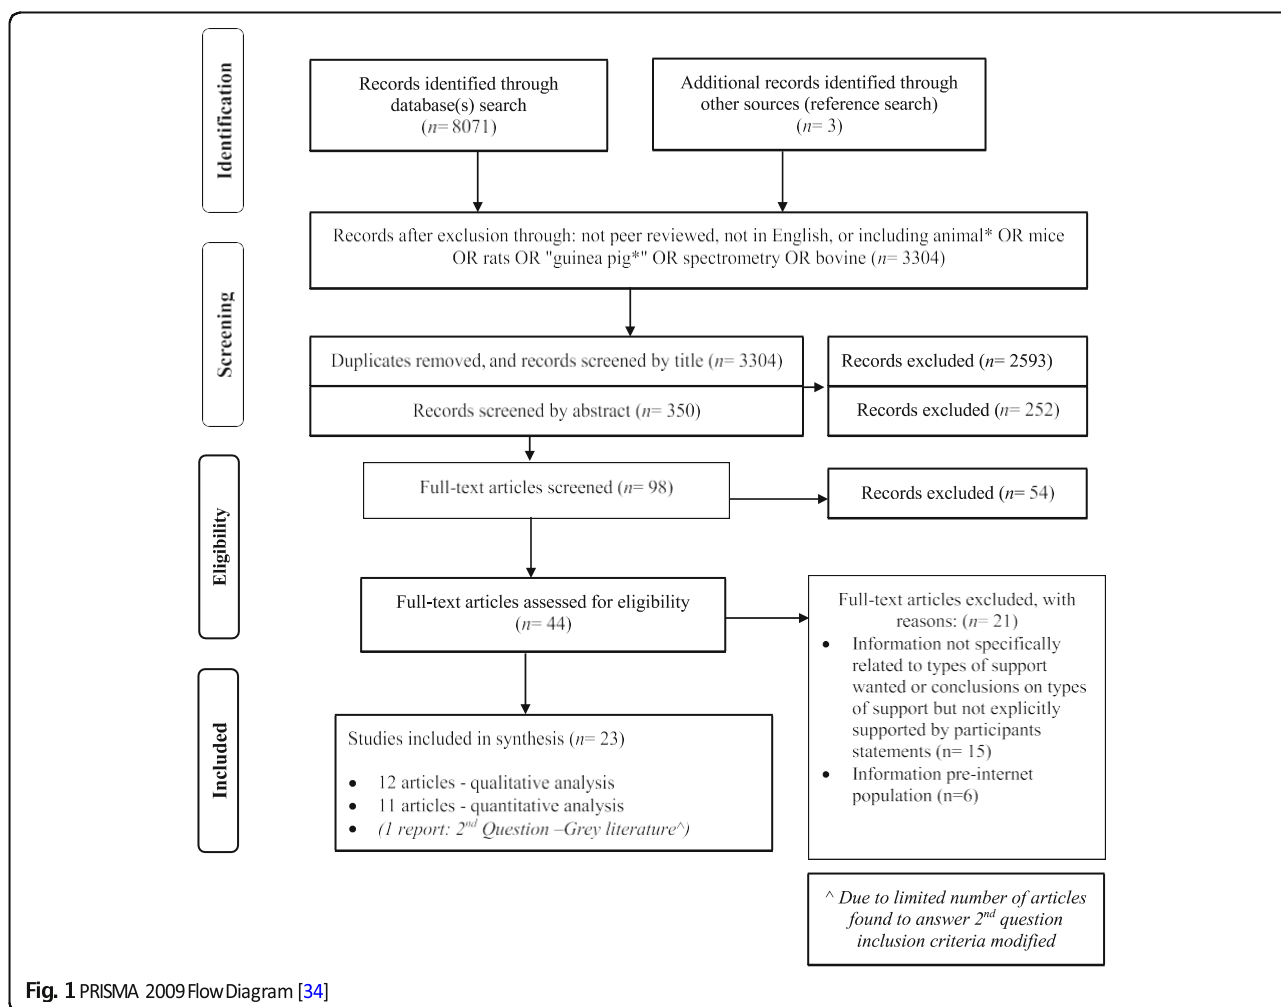 Identification
Records identified through
database(s) search
(n= 8071)
Additional records identified through
other sources (reference search)
(n= 3)
Records after exclusion through: not peer reviewed, not in English, or including animal* OR mice
OR rats OR "guinea pig*" OR spectrometry OR bovine (n= 3304)
Screening
Duplicates removed, and records screened by title (n= 3304)
Records excluded (n= 2593)
Records screened by abstract (n= 350)
Records excluded (n= 252)
Eligibility
Full-text articles screened (n= 98)
Records excluded (n= 54)
Full-text articles assessed for eligibility
(n= 44)
Full-text articles excluded, with
reasons: (n= 21)
• Information not specifically
related to types of support
wanted or conclusions on types
of support but not explicitly
supported by participants
statements (n= 15)
• Information pre-internet
population (n=6)
Included
Studies included in synthesis (n= 23)
• 12 articles - qualitative analysis
• 11 articles - quantitative analysis
• (1 report: 2nd Question –Grey literature^)
^ Due to limited number of articles
found to answer 2nd question
inclusion criteria modified
Fig. 1 PRISMA 2009 Flow Diagram [34]